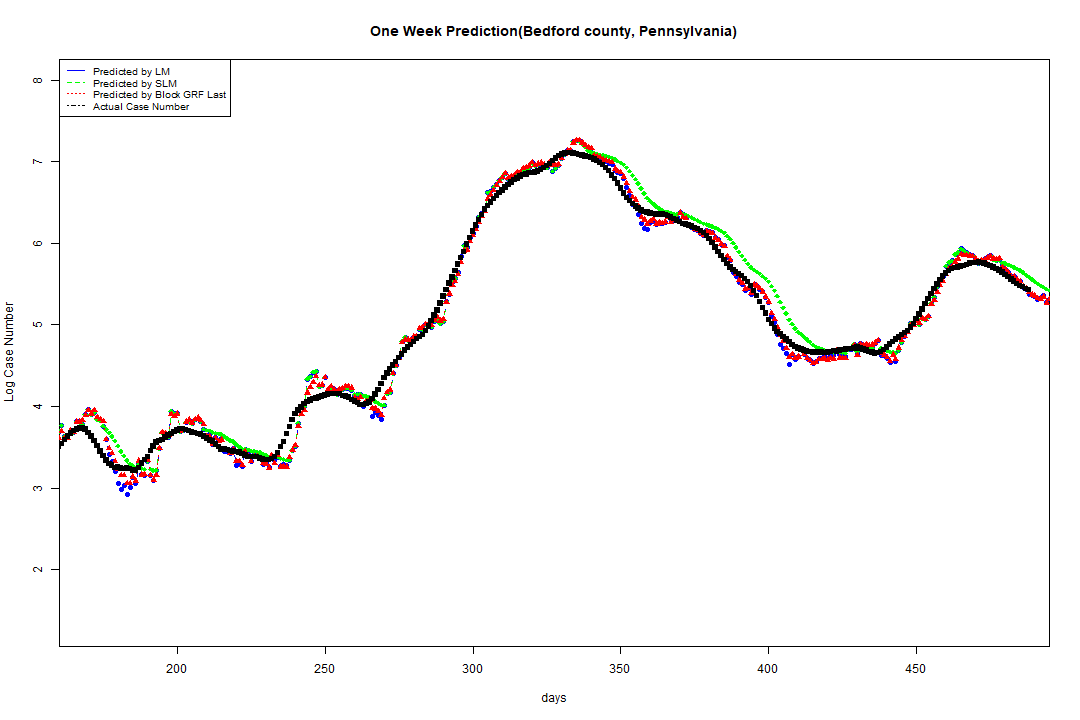 One Week Prediction(Bedford county, Pennsylvania)
Predicted by LM
Predicted by SLM
Predicted by Block GRF Last
Actual Case Number
8
7
6
5
4
3
2
Log Case Number
200 250 300 350 400 450
days